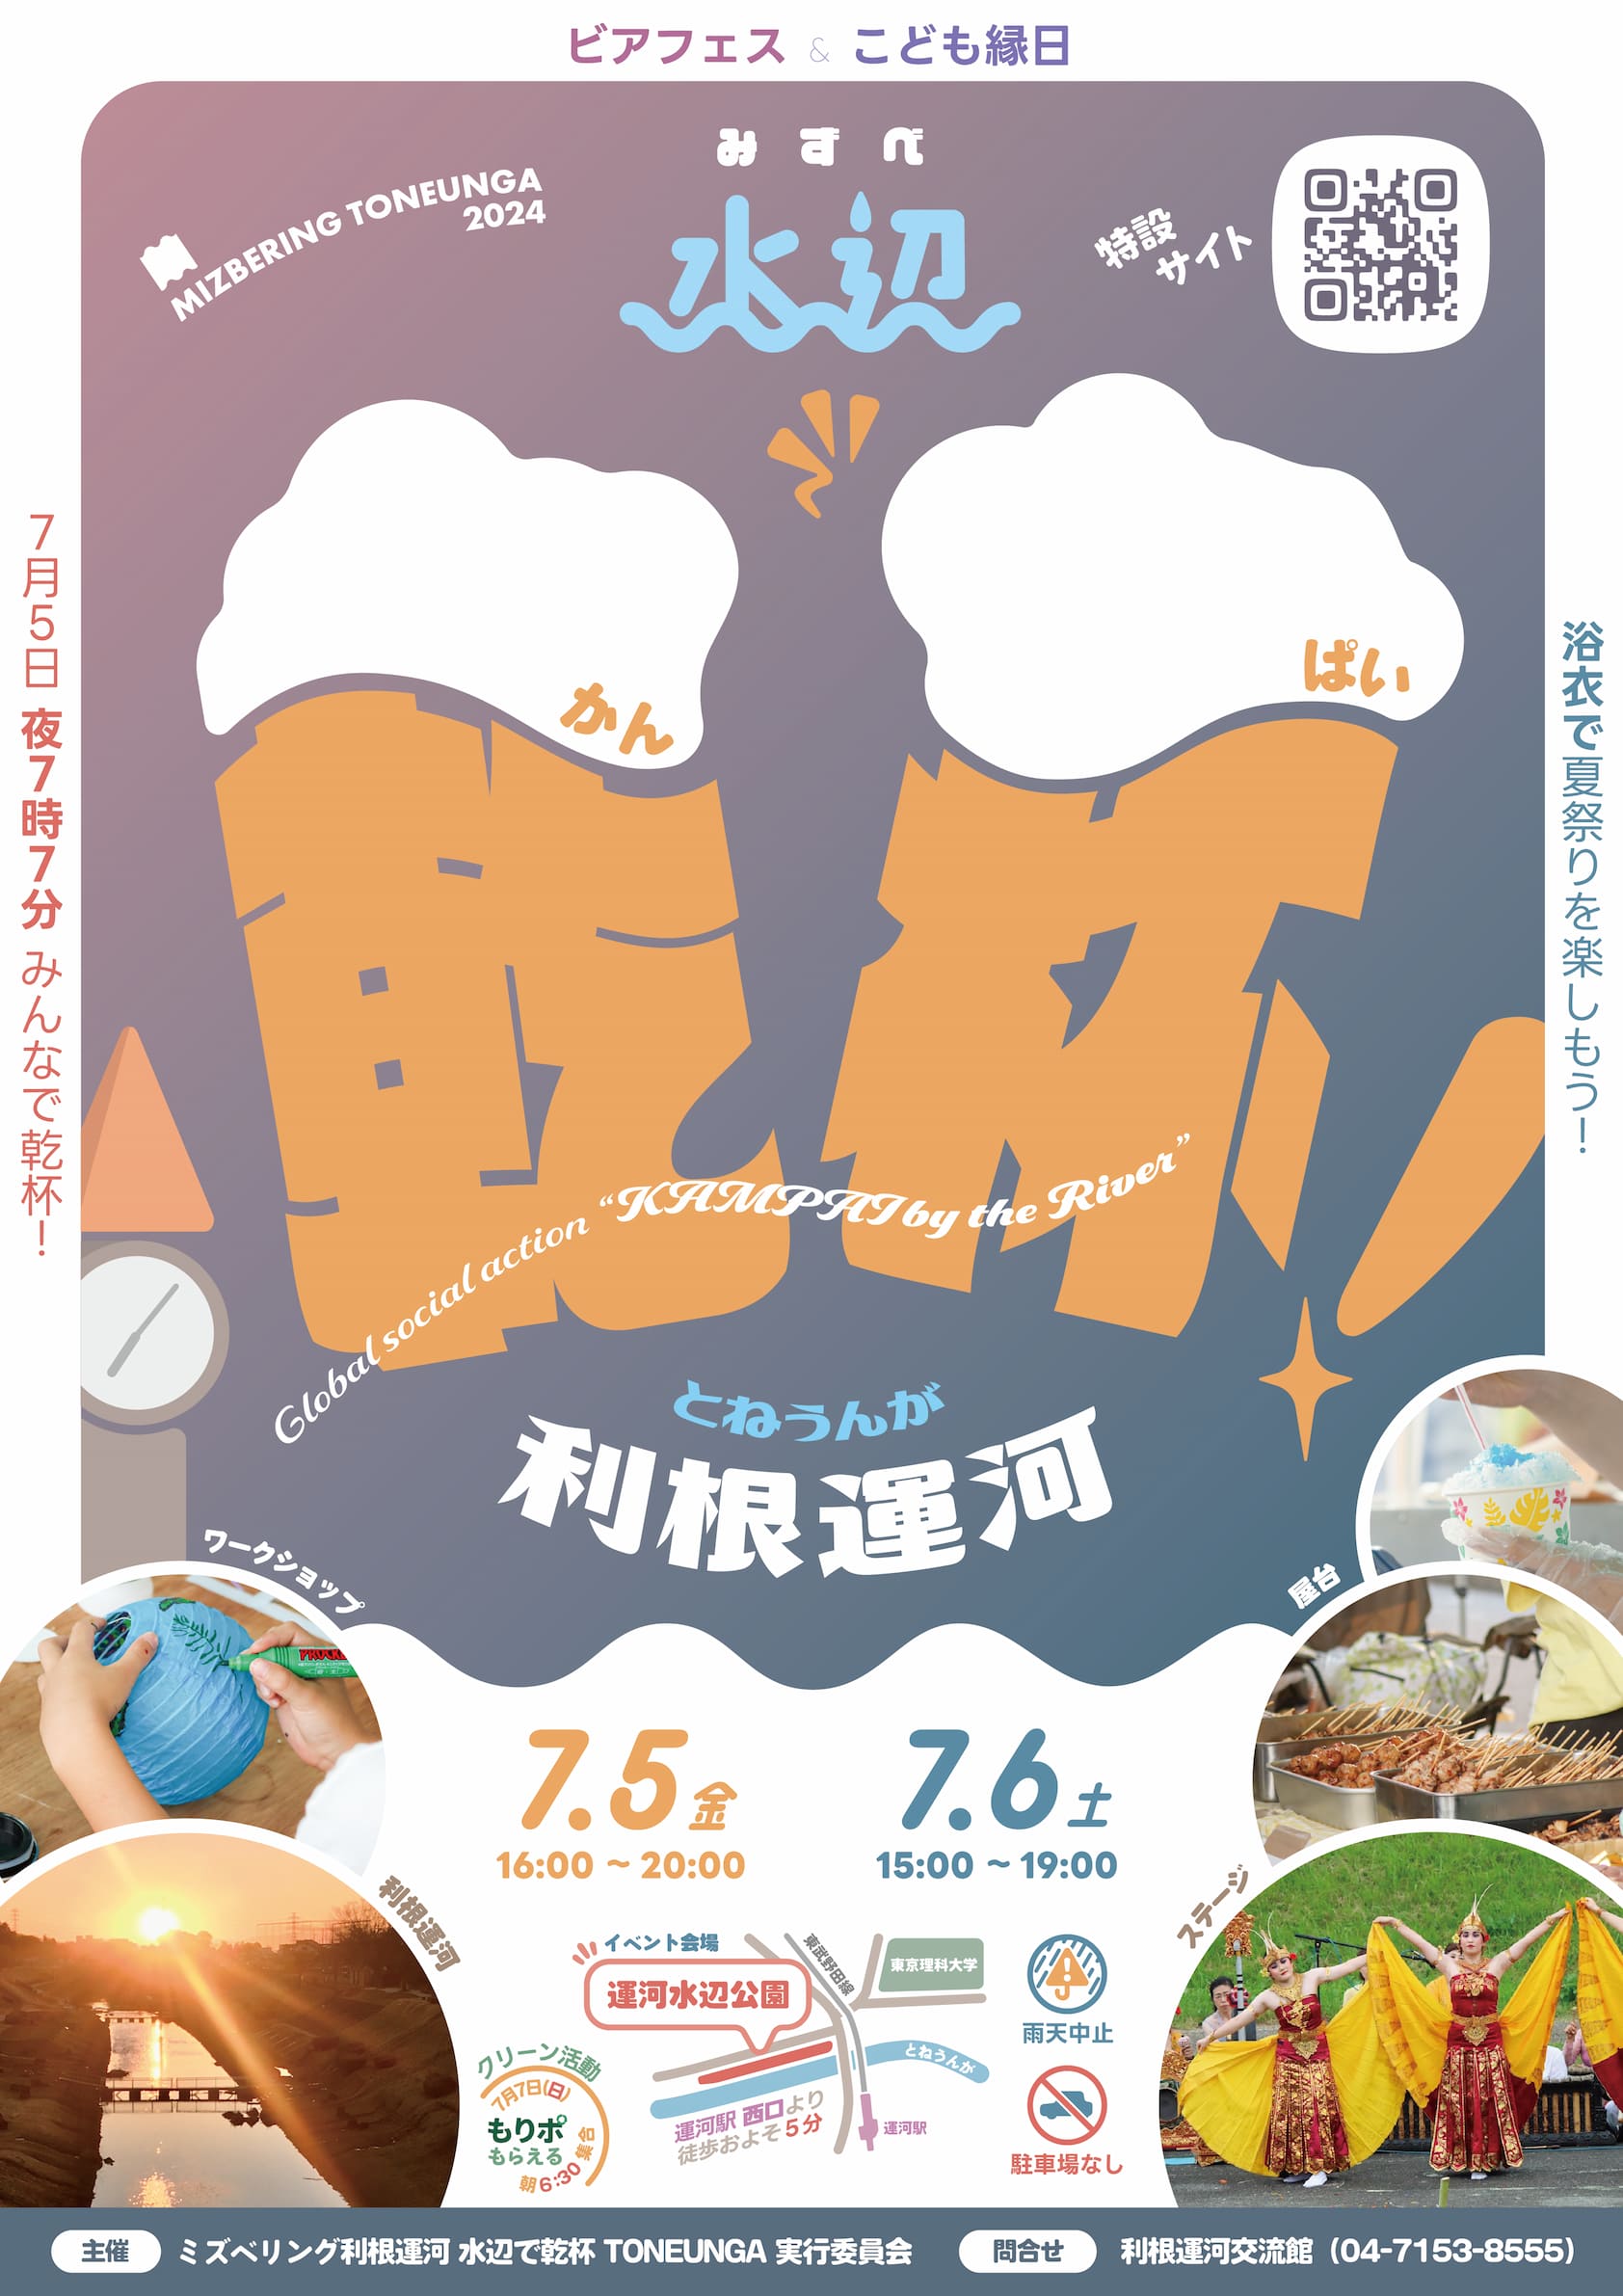 ビアフェス & こども縁日
みずべ
水辺
MIZBERING TONEUNGA
2024
特設
サイト
かん
ぱい
乾杯!
7月5日 夜7時7分 みんなで乾杯!
浴衣で夏祭りを楽しもう!
Global social action “KAMPAI by the River”
とねうんが
利根運河
ワークショップ
屋台
7.5金
16:00 ~ 20:00
7.6土
15:00 ~ 19:00
利根運河
ステージ
イベント会場
運河水辺公園
東武野田線
東京理科大学
とねうんが
運河駅 西口より
徒歩およそ5分
運河駅
雨天中止
駐車場なし
グリーン活動
7月7日(日)
もりポ
もらえる
朝6:30集合
主催 ミズベリング利根運河 水辺で乾杯 TONEUNGA 実行委員会
問合せ 利根運河交流館(04-7153-8555)